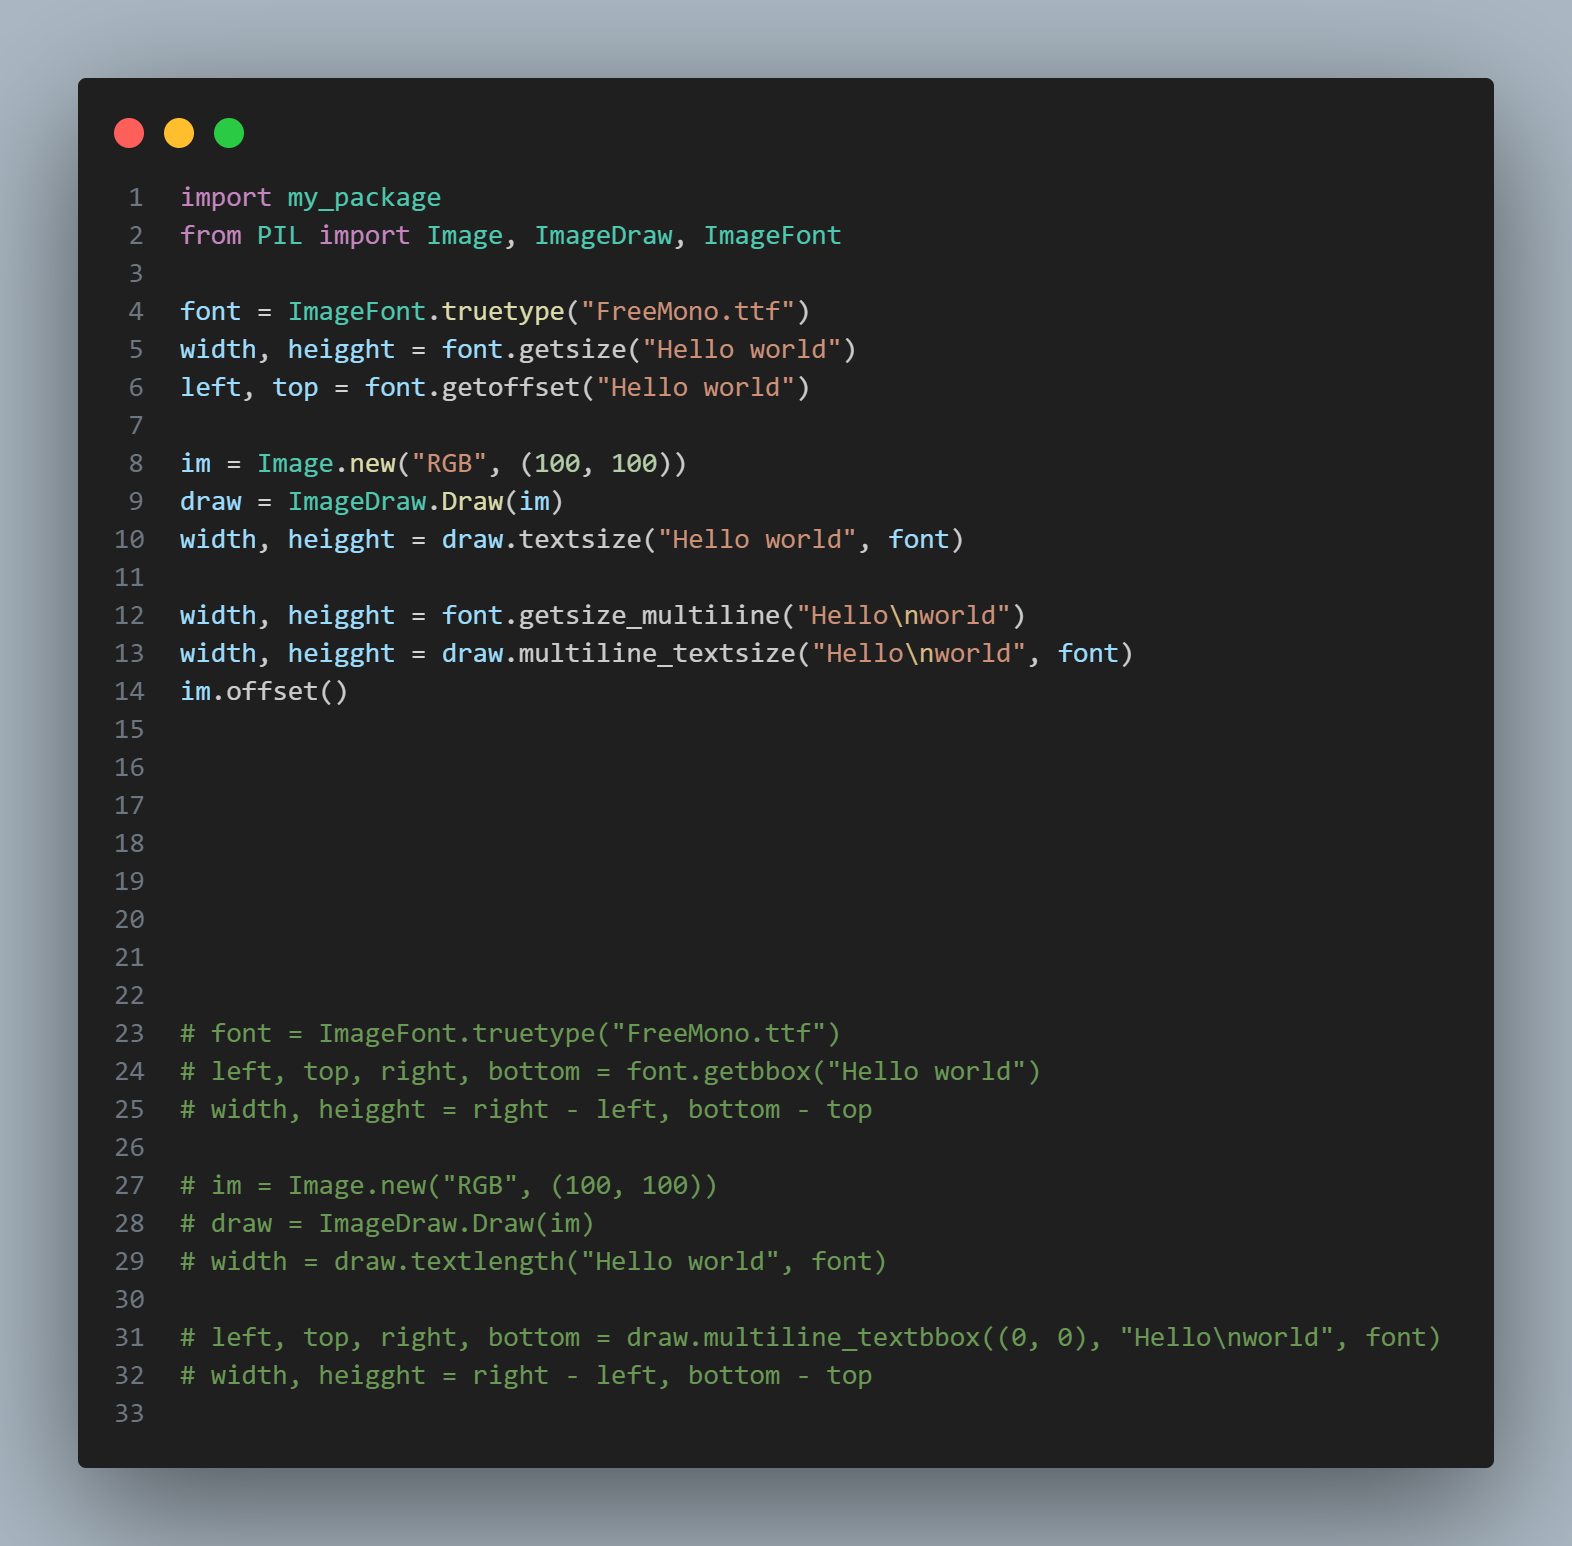 1 import my_package
2 from PIL import Image, ImageDraw, ImageFont
3
4 font = ImageFont.truetype("FreeMono.ttf")
5 width, heigght = font.getsize("Hello world")
6 left, top = font.getoffset("Hello world")
7
8 im = Image.new("RGB", (100, 100))
9 draw = ImageDraw.Draw(im)
10 width, heigght = draw.textsize("Hello world", font)
11
12 width, heigght = font.getsize_multiline("Hello\nworld")
13 width, heigght = draw.multiline_textsize("Hello\nworld", font)
14 im.offset()
15
16
17
18
19
20
21
22
23 # font = ImageFont.truetype("FreeMono.ttf")
24 # left, top, right, bottom = font.getbbox("Hello world")
25 # width, heigght = right - left, bottom - top
26
27 # im = Image.new("RGB", (100, 100))
28 # draw = ImageDraw.Draw(im)
29 # width = draw.textlength("Hello world", font)
30
31 # left, top, right, bottom = draw.multiline_textbbox((0, 0), "Hello\nworld", font)
32 # width, heigght = right - left, bottom - top
33